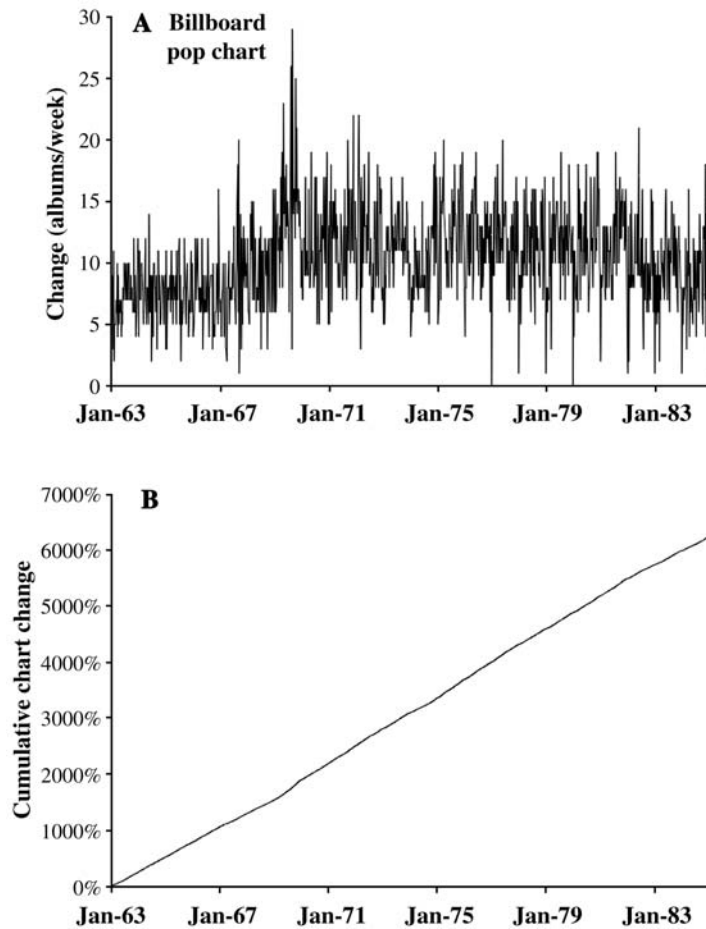 A Billboard
pop chart
Change (albums/week)
30
25
20
15
10
5
0
Jan-63 Jan-67 Jan-71 Jan-75 Jan-79 Jan-83
B
Cumulative chart change
7000%
6000%
5000%
4000%
3000%
2000%
1000%
0%
Jan-63 Jan-67 Jan-71 Jan-75 Jan-79 Jan-83